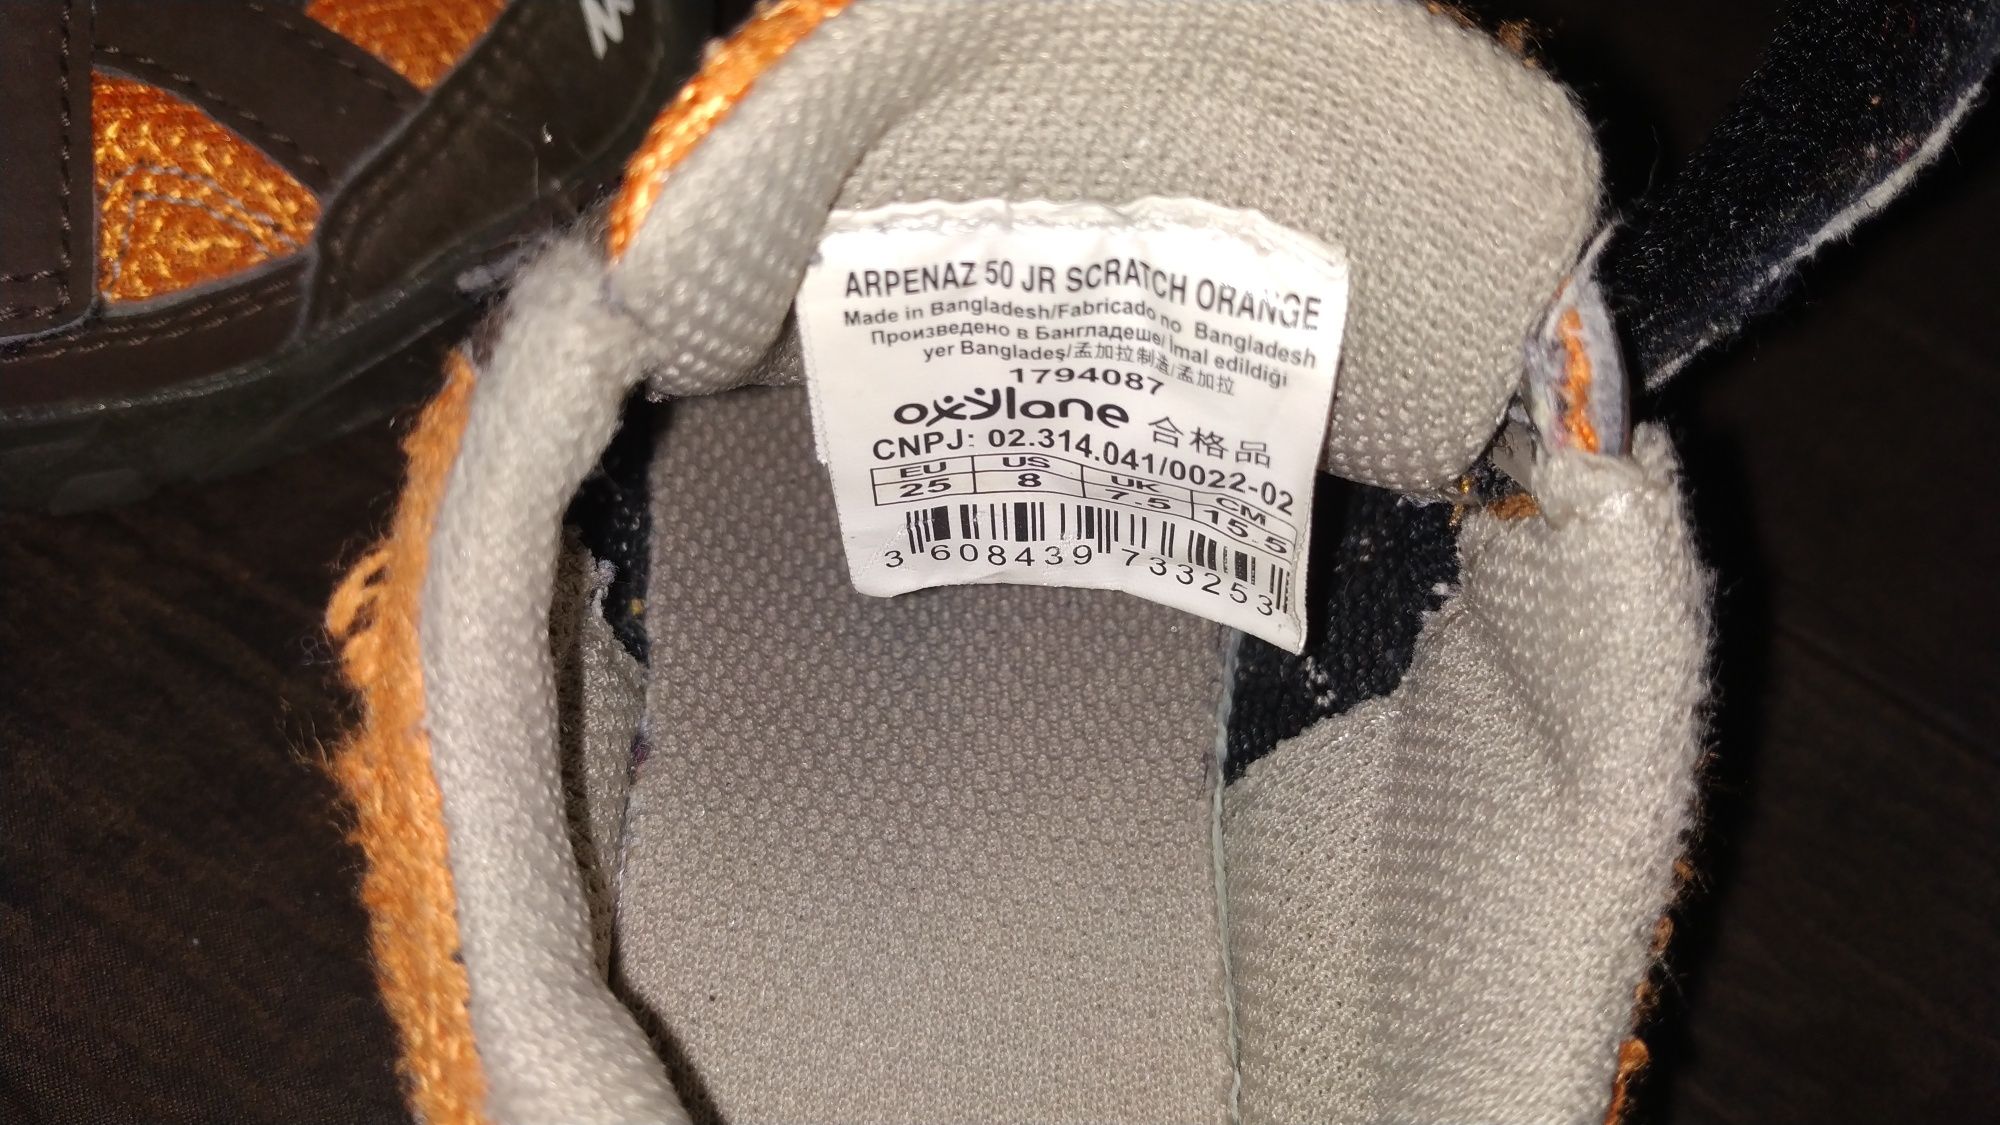 ARPENAZ 50 JR SCRATCH ORANGE
Made in Bangladesh/Fabricado no Bangladesh
Произведено в Бангладеше/ İmal edildiği
yer Bangladeş/孟加拉制造/孟加拉
1794087
oxylane 合格品
CNPJ: 02.314.041/0022-02
EU US UK CM
25 8 7.5 15.5
3 608439 733253